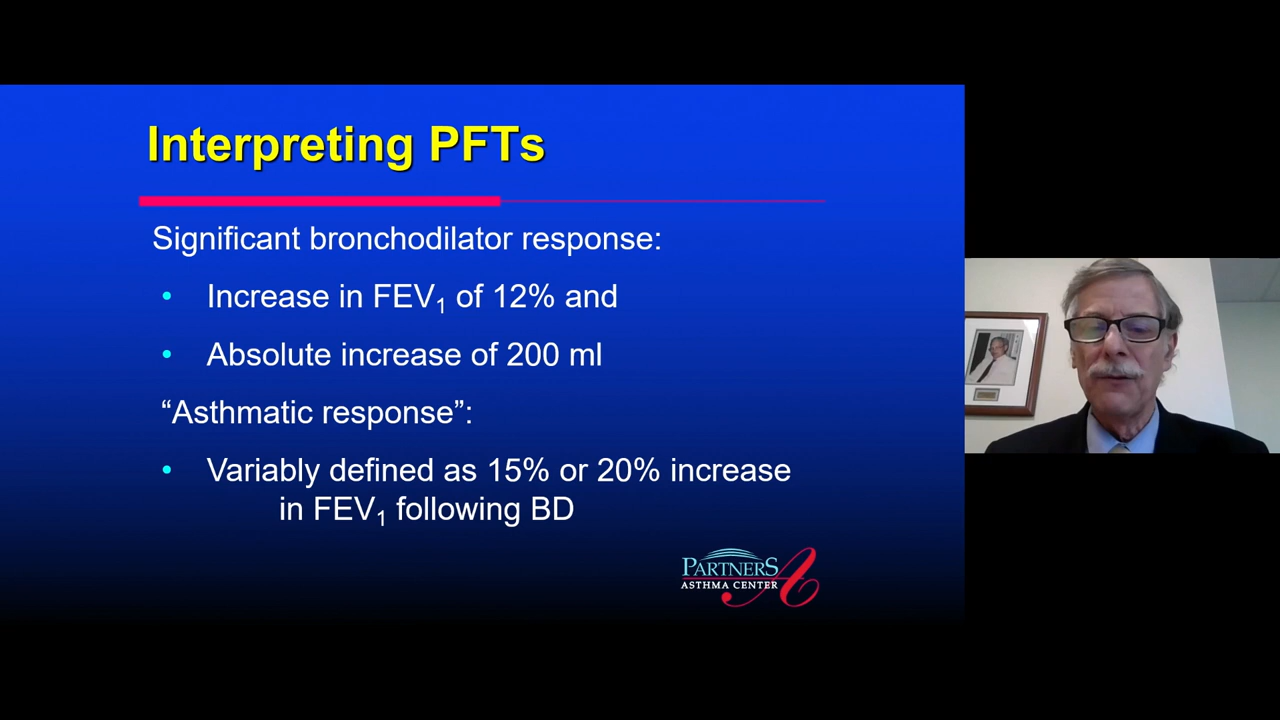 Interpreting PFTs
Significant bronchodilator response:
• Increase in FEV₁ of 12% and
• Absolute increase of 200 ml
“Asthmatic response”:
• Variably defined as 15% or 20% increase
in FEV₁ following BD
PARTNERS
ASTHMA CENTER